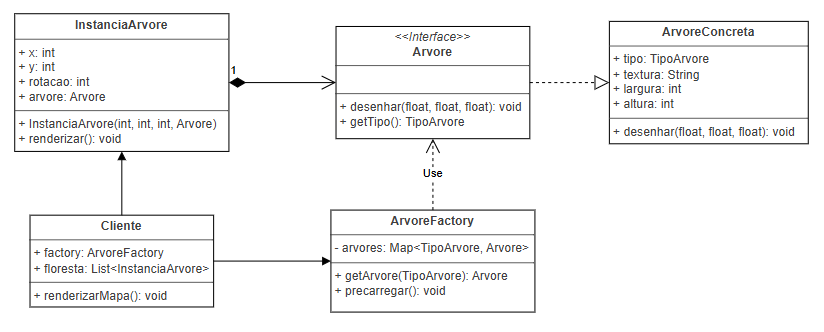 InstanciaArvore
+ x: int
+ y: int
+ rotacao: int
+ arvore: Arvore
+ InstanciaArvore(int, int, int, Arvore)
+ renderizar(): void
1
<<Interface>>
Arvore
+ desenhar(float, float, float): void
+ getTipo(): TipoArvore
ArvoreConcreta
+ tipo: TipoArvore
+ textura: String
+ largura: int
+ altura: int
+ desenhar(float, float, float): void
Use
Cliente
+ factory: ArvoreFactory
+ floresta: List<InstanciaArvore>
+ renderizarMapa(): void
ArvoreFactory
- arvores: Map<TipoArvore, Arvore>
+ getArvore(TipoArvore): Arvore
+ precarregar(): void